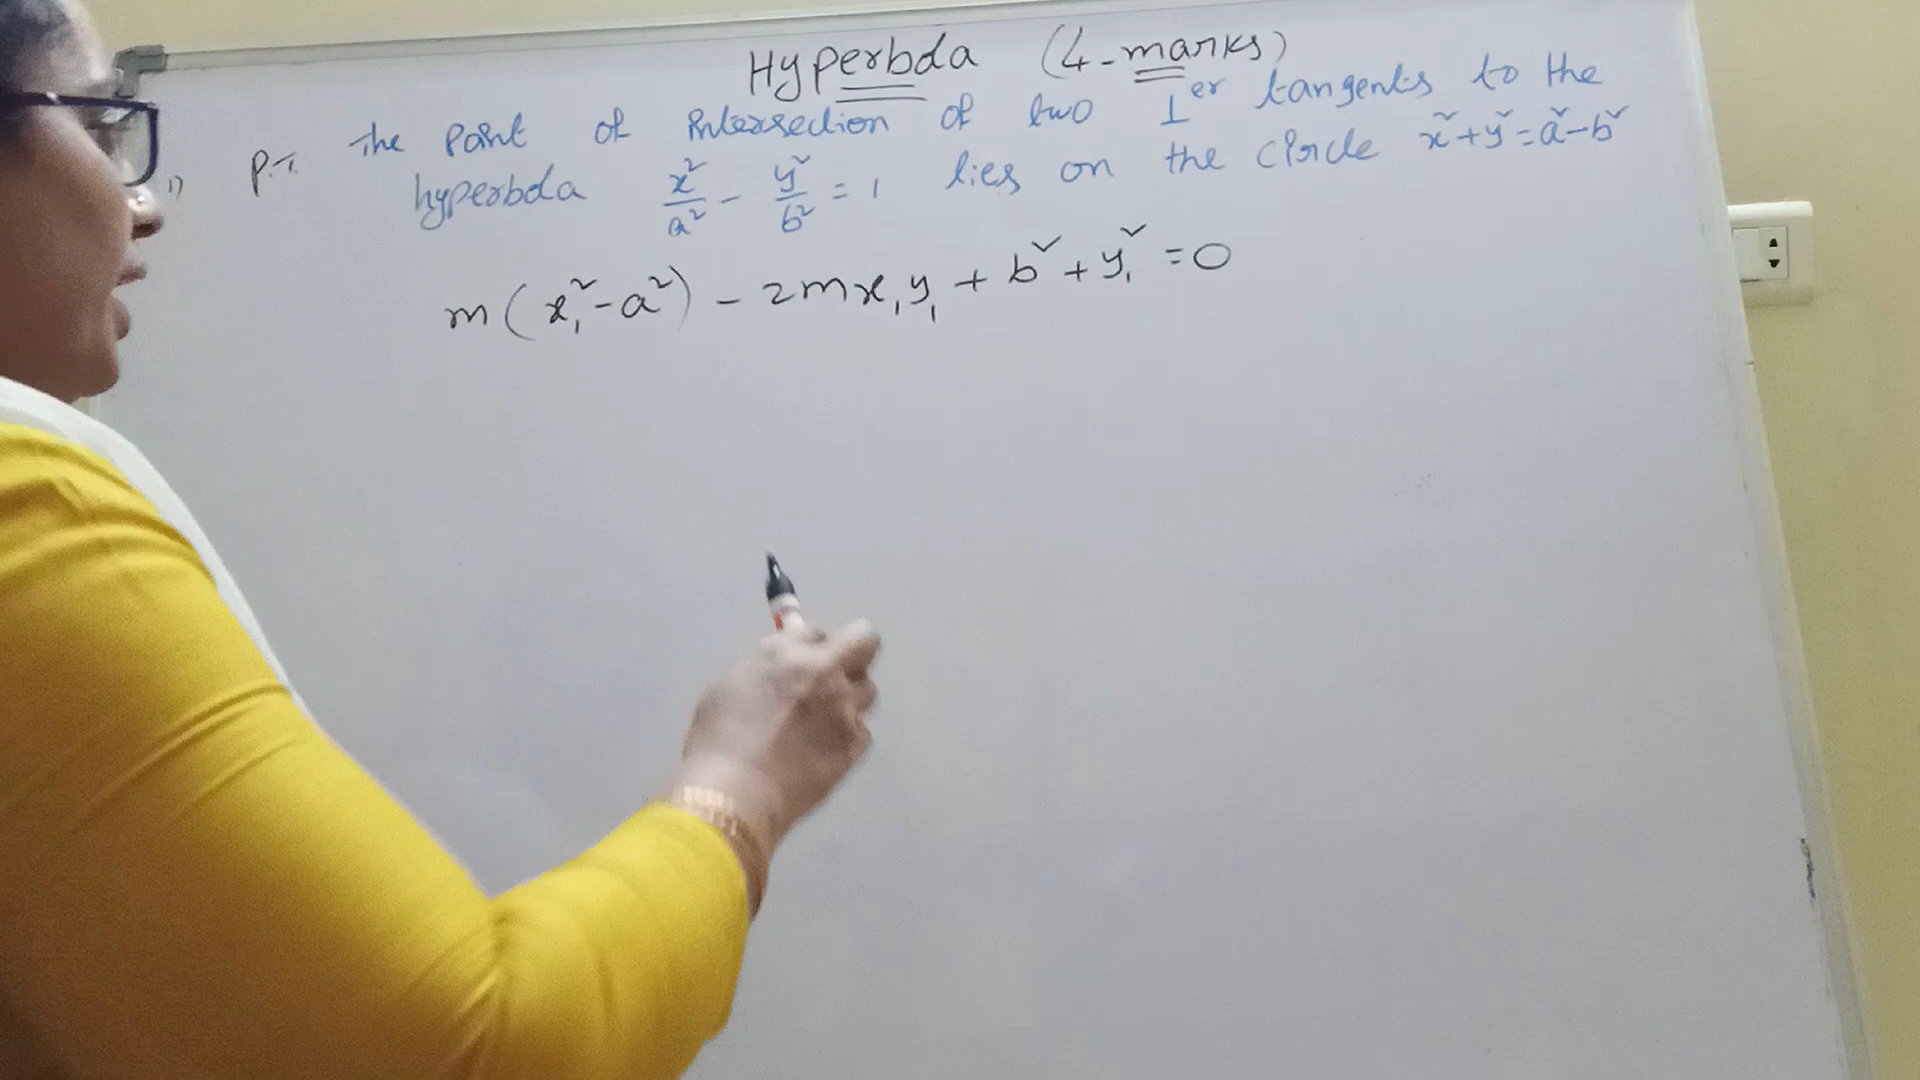 Hyperbola (4-marks)
1) P.T. The point of intersection of two ⊥er tangents to the
hyperbola x²/a² - y²/b² = 1 lies on the circle x²+y²=a²-b²
m(x₁²-a²) - 2mx₁y₁ + b²+y₁² =0